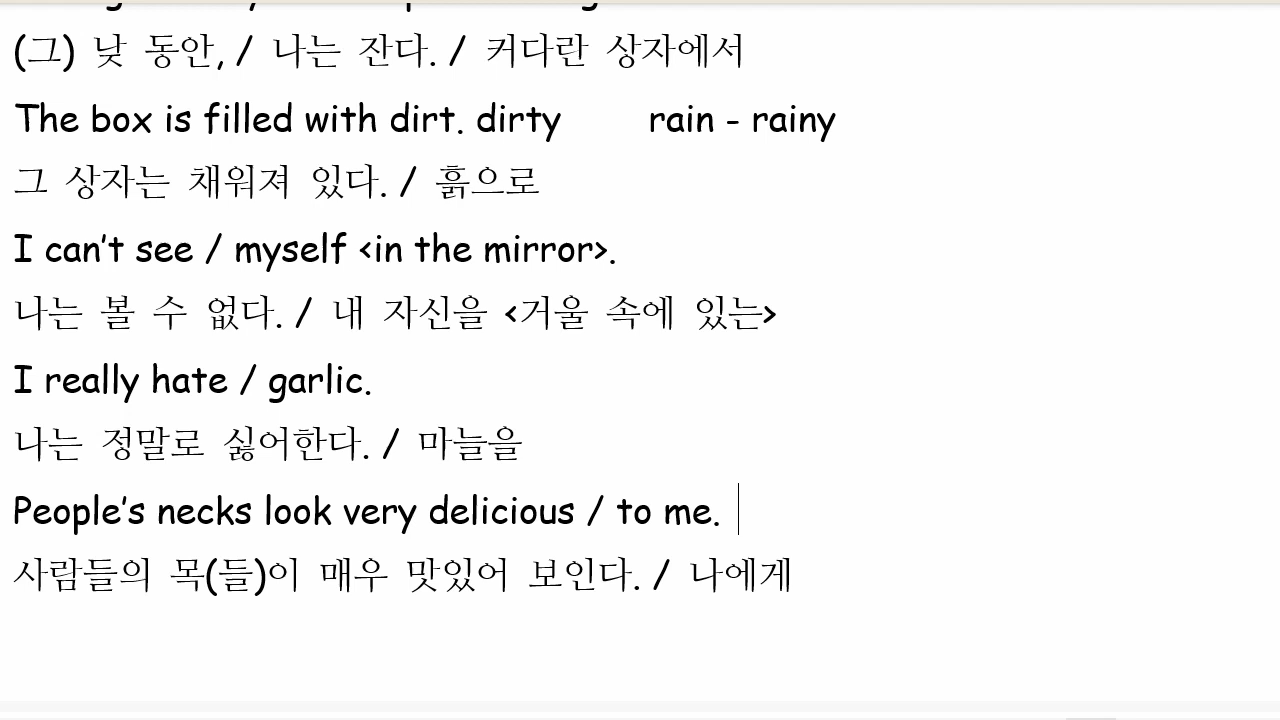 (그) 낮 동안, / 나는 잔다. / 커다란 상자에서
The box is filled with dirt. dirty rain - rainy
그 상자는 채워져 있다. / 흙으로
I can't see / myself <in the mirror>.
나는 볼 수 없다. / 내 자신을 <거울 속에 있는>
I really hate / garlic.
나는 정말로 싫어한다. / 마늘을
People's necks look very delicious / to me.
사람들의 목(들)이 매우 맛있어 보인다. / 나에게